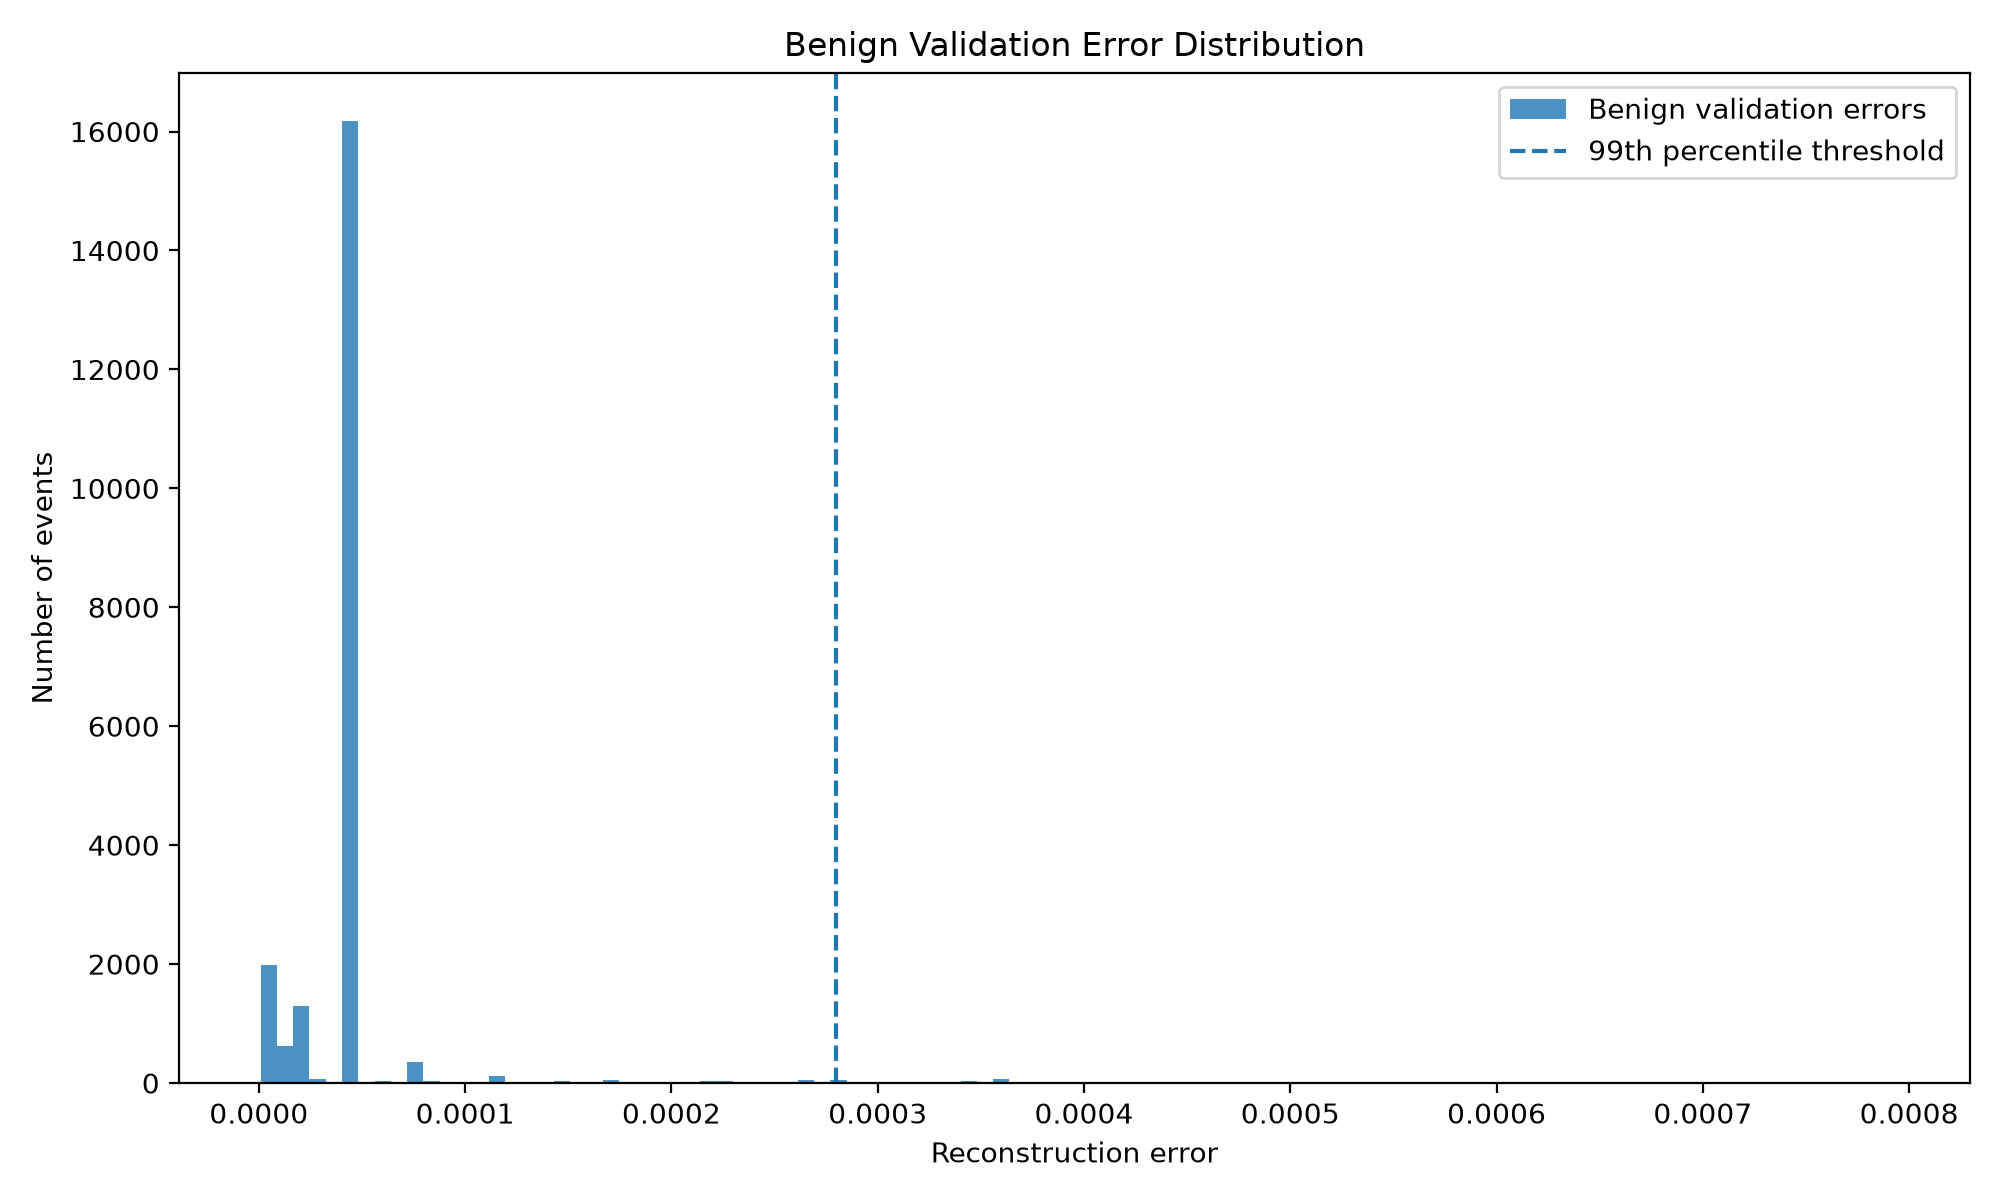 Benign Validation Error Distribution
Benign validation errors
99th percentile threshold
16000
14000
12000
10000
8000
6000
4000
2000
0
Number of events
0.0000 0.0001 0.0002 0.0003 0.0004 0.0005 0.0006 0.0007 0.0008
Reconstruction error